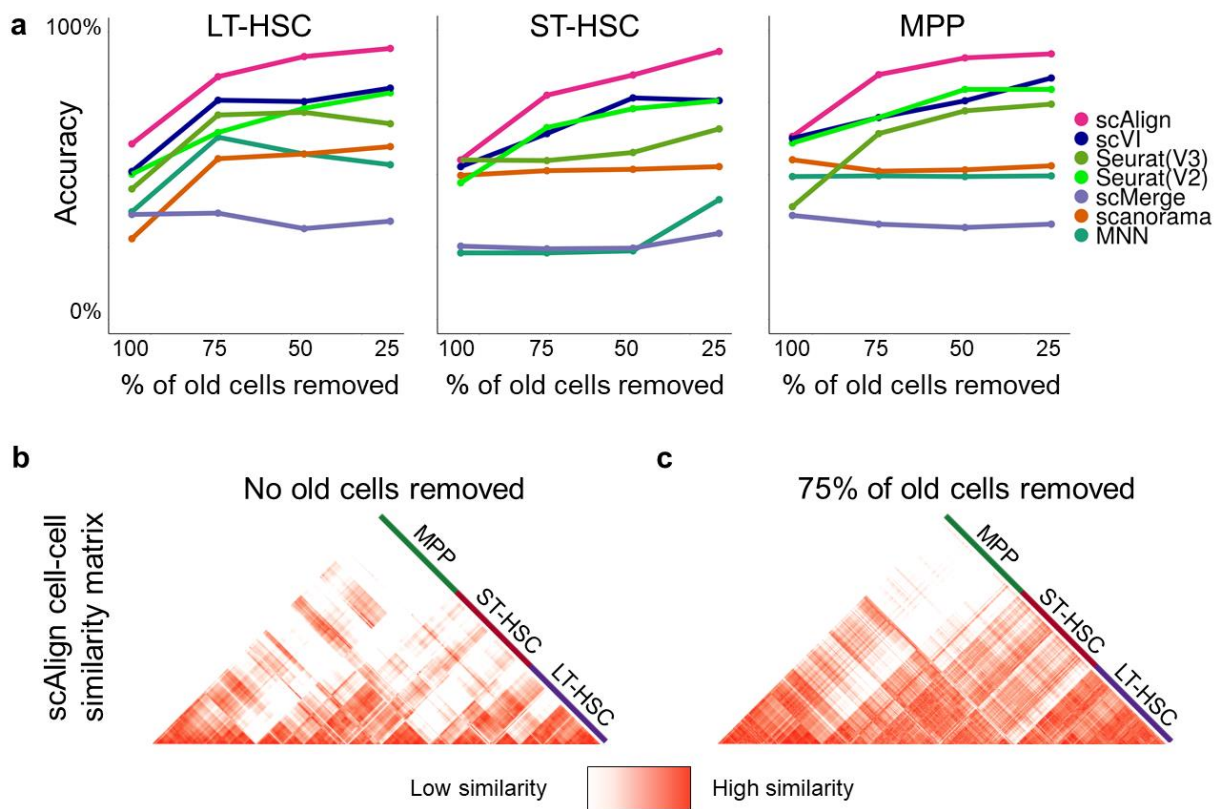 a
100%
LT-HSC
ST-HSC
MPP
Accuracy
0%
100 75 50 25
100 75 50 25
100 75 50 25
% of old cells removed
% of old cells removed
% of old cells removed
scAlign
scVI
Seurat(V3)
Seurat(V2)
scMerge
scanorama
MNN
b
No old cells removed
scAlign cell-cell
similarity matrix
MPP
ST-HSC
LT-HSC
c
75% of old cells removed
MPP
ST-HSC
LT-HSC
Low similarity
High similarity